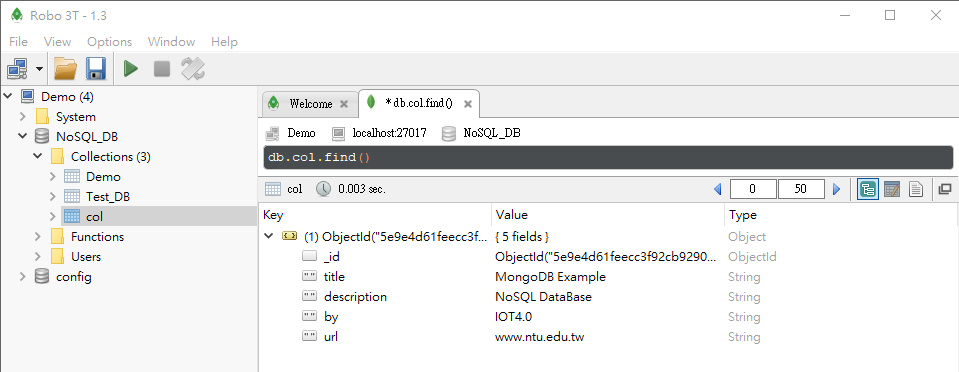 Robo 3T - 1.3
File View Options Window Help
Demo (4)
System
NoSQL_DB
Collections (3)
Demo
Test_DB
col
Functions
Users
config
Welcome * db.col.find()
Demo localhost:27017 NoSQL_DB
db.col.find()
col 0.003 sec. 0 50
Key Value Type
(1) ObjectId("5e9e4d61feecc3f... { 5 fields } Object
_id ObjectId("5e9e4d61feecc3f92cb9290... ObjectId
title MongoDB Example String
description NoSQL DataBase String
by IOT4.0 String
url www.ntu.edu.tw String